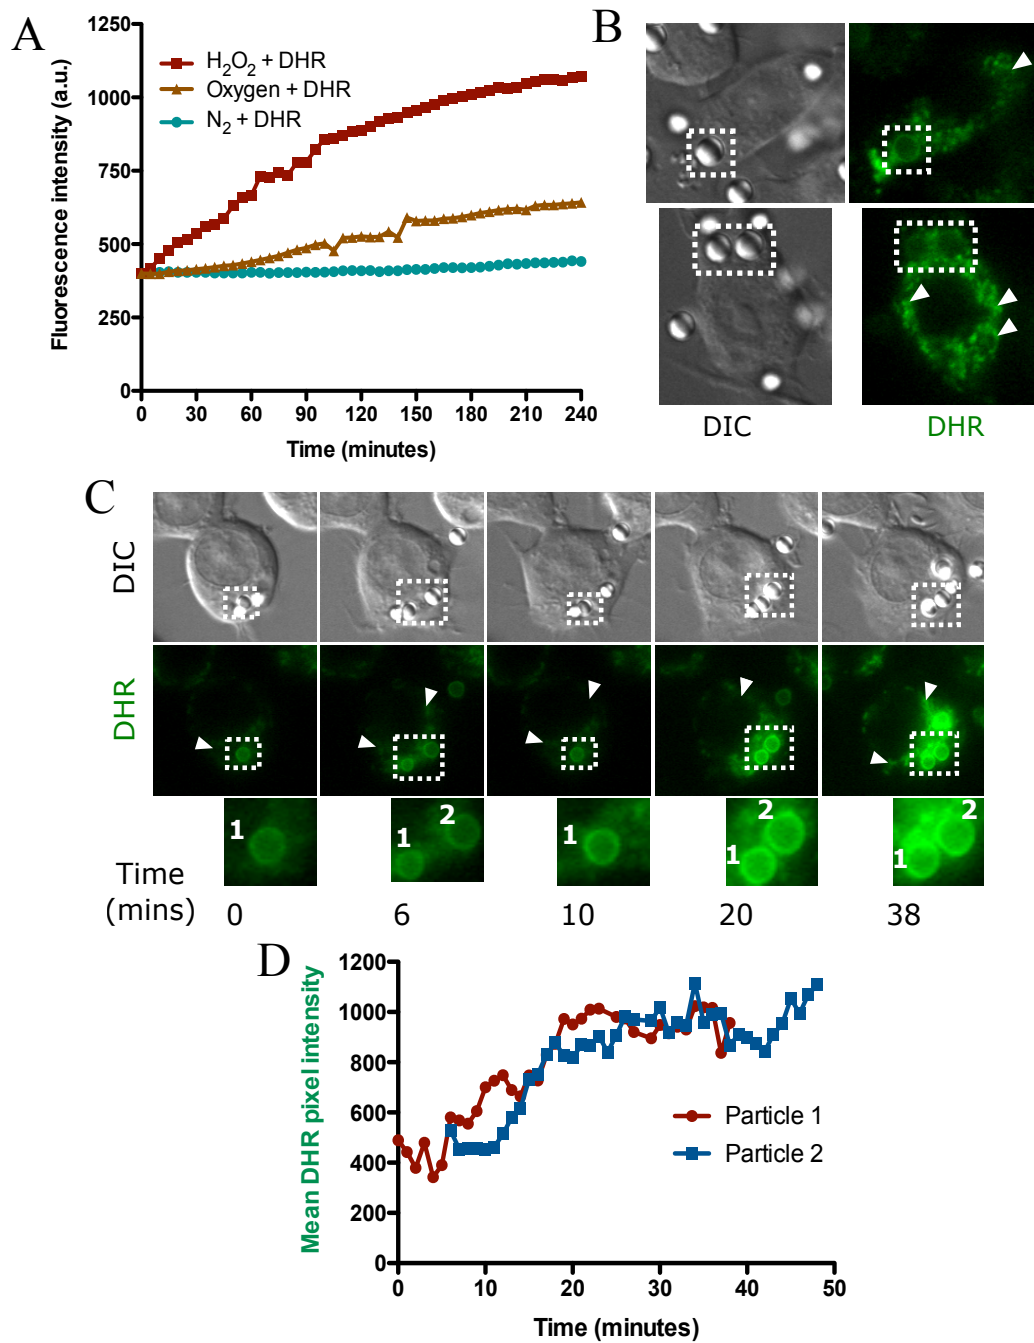 A
Fluorescence intensity (a.u.)
1250
1000
750
500
250
0
H2O2 + DHR
Oxygen + DHR
N2 + DHR
0 30 60 90 120 150 180 210 240
Time (minutes)
B
DIC DHR
C
DIC
DHR
1 1 2 1 1 2 1 2
Time
(mins) 0 6 10 20 38
D
Mean DHR pixel intensity
1200
1000
800
600
400
200
0
Particle 1
Particle 2
0 10 20 30 40 50
Time (minutes)